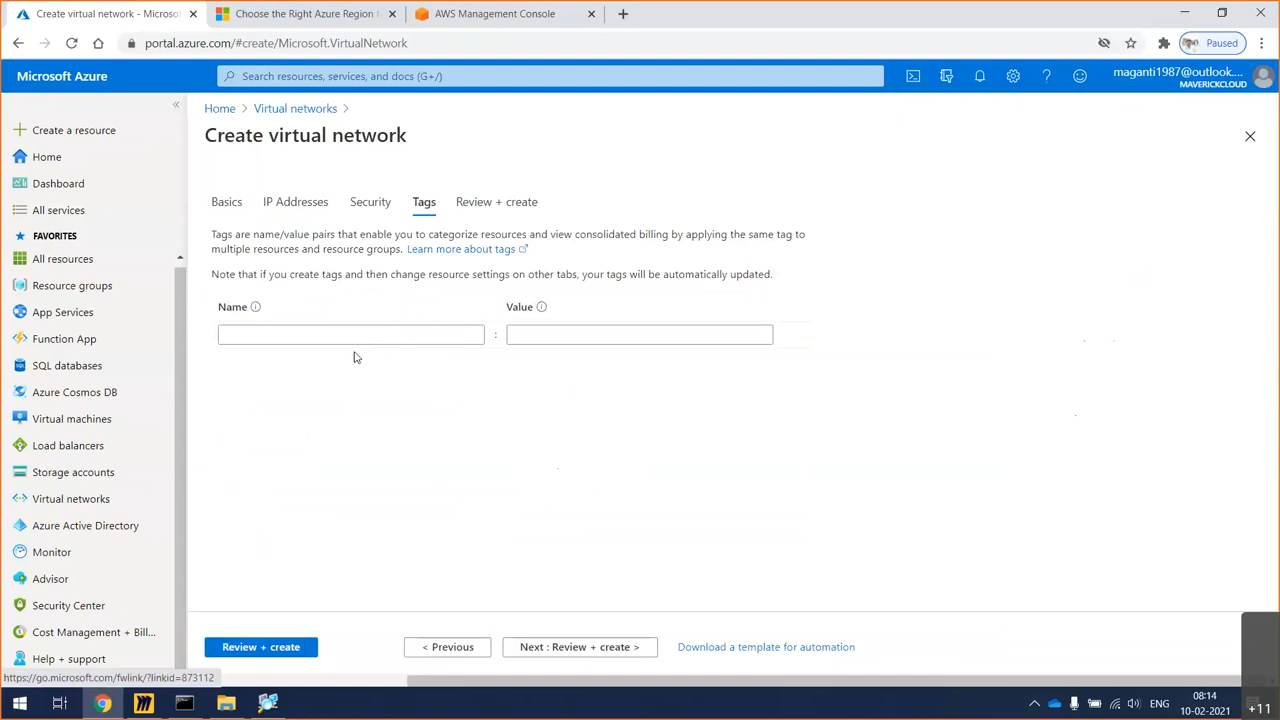 Create virtual network - Microsof
Choose the Right Azure Region f
AWS Management Console
portal.azure.com/#create/Microsoft.VirtualNetwork
Paused
Microsoft Azure
Search resources, services, and docs (G+/)
maganti1987@outlook....
MAVERICKCLOUD
Home > Virtual networks >
Create virtual network
Create a resource
Home
Dashboard
All services
FAVORITES
All resources
Resource groups
App Services
Function App
SQL databases
Azure Cosmos DB
Virtual machines
Load balancers
Storage accounts
Virtual networks
Azure Active Directory
Monitor
Advisor
Security Center
Cost Management + Bill...
Help + support
Basics IP Addresses Security Tags Review + create
Tags are name/value pairs that enable you to categorize resources and view consolidated billing by applying the same tag to
multiple resources and resource groups. Learn more about tags
Note that if you create tags and then change resource settings on other tabs, your tags will be automatically updated.
Name Value
:
Review + create < Previous Next : Review + create > Download a template for automation
https://go.microsoft.com/fwlink/?linkid=873112
ENG
08:14
10-02-2021
+11